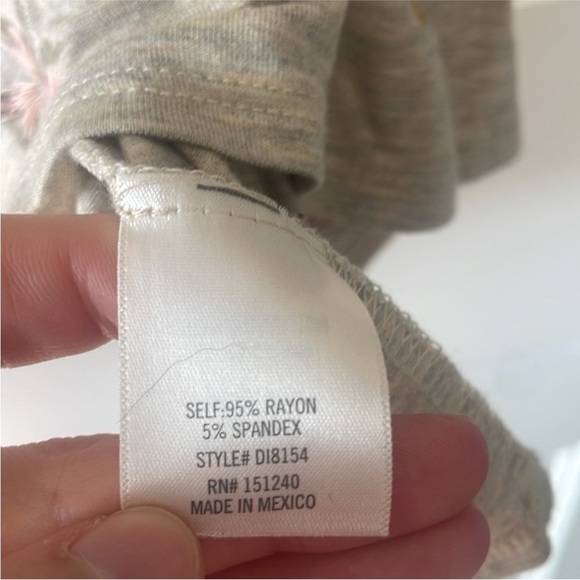 SELF:95% RAYON
5% SPANDEX
STYLE# DI8154
RN# 151240
MADE IN MEXICO